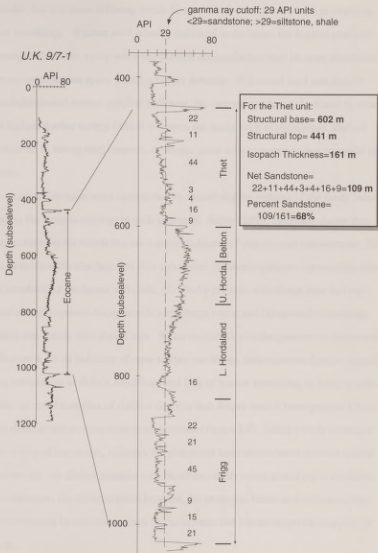 gamma ray cutoff: 29 API units
<29=sandstone; >29=siltstone, shale
API
0 29 80
U.K. 9/7-1
API
0 80
0
200
400
600
800
1000
1200
Depth (subsealevel)
Eocene
400
600
800
1000
Depth (subsealevel)
22
11
44
3
4
16
9
16
22
21
45
9
15
21
Thet
Belton
U. Horda.
L. Hordaland
Frigg
For the Thet unit:
Structural base= 602 m
Structural top= 441 m
Isopach Thickness=161 m
Net Sandstone=
22+11+44+3+4+16+9=109 m
Percent Sandstone=
109/161=68%